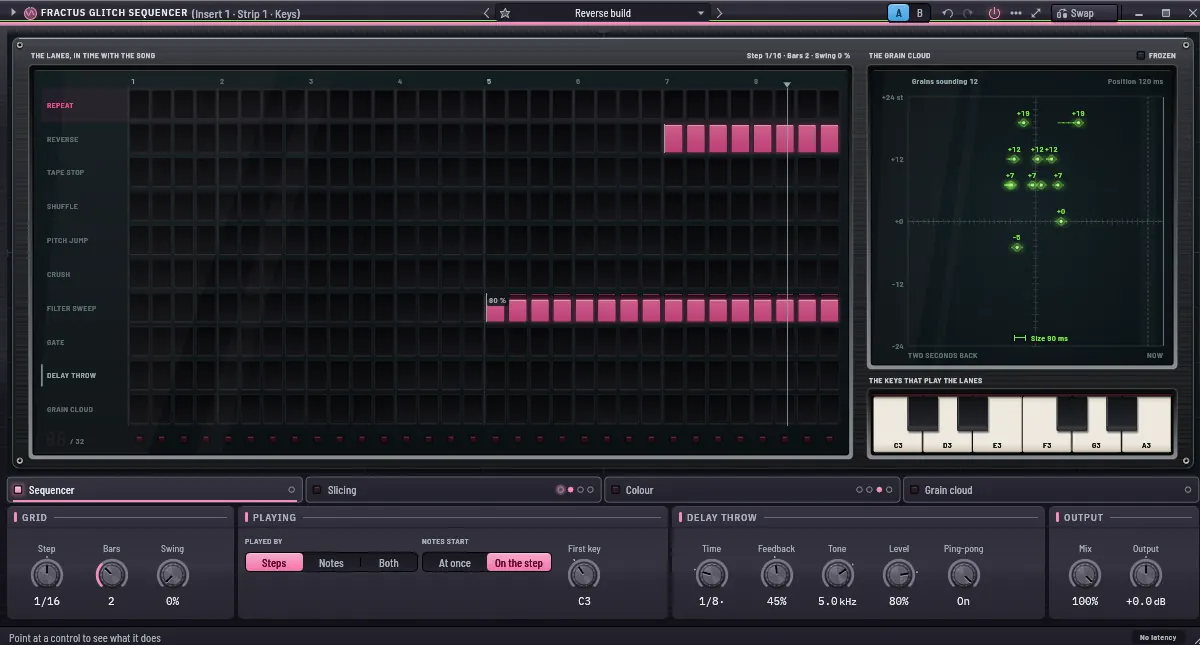 FRACTUS GLITCH SEQUENCER (Insert 1 · Strip 1 · Keys)
Reverse build
A B
Swap
THE LANES, IN TIME WITH THE SONG
Step 1/16 · Bars 2 · Swing 0 %
1 2 3 4 5 6 7 8
REPEAT
REVERSE
TAPE STOP
SHUFFLE
PITCH JUMP
CRUSH
FILTER SWEEP
80 %
GATE
DELAY THROW
GRAIN CLOUD
/ 32
THE GRAIN CLOUD
FROZEN
Grains sounding 12
Position 120 ms
+24 st
+19 +19
+12
+12 +12 +12
+7 +7 +7
+0
+0
-5
-12
-24
Size 90 ms
TWO SECONDS BACK
NOW
THE KEYS THAT PLAY THE LANES
C3 D3 E3 F3 G3 A3
Sequencer
Slicing
Colour
Grain cloud
GRID
Step Bars Swing
1/16 2 0%
PLAYING
PLAYED BY
Steps Notes Both
NOTES START
At once On the step
First key
C3
DELAY THROW
Time Feedback Tone Level Ping-pong
1/8· 45% 5.0kHz 80% On
OUTPUT
Mix Output
100% +0.0dB
Point at a control to see what it does
No latency